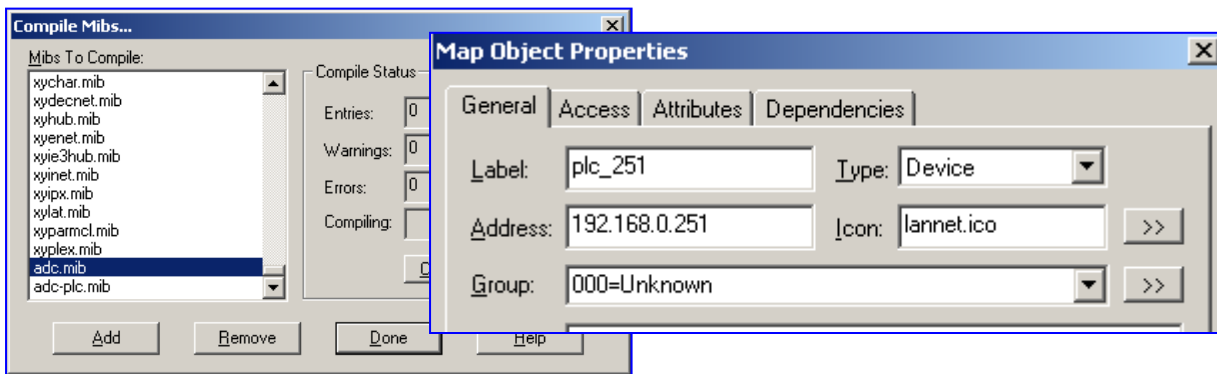 Compile Mibs...
Mibs To Compile:
xychar.mib
xydecnet.mib
xyhub.mib
xyenet.mib
xyie3hub.mib
xyinet.mib
xyipx.mib
xylat.mib
xyparmcl.mib
xyplex.mib
adc.mib
adc-plc.mib
Compile Status
Entries: 0
Warnings: 0
Errors: 0
Compiling:
Add Remove Done Help
Map Object Properties
General Access Attributes Dependencies
Label: plc_251 Type: Device
Address: 192.168.0.251 Icon: lannet.ico >>
Group: 000=Unknown >>